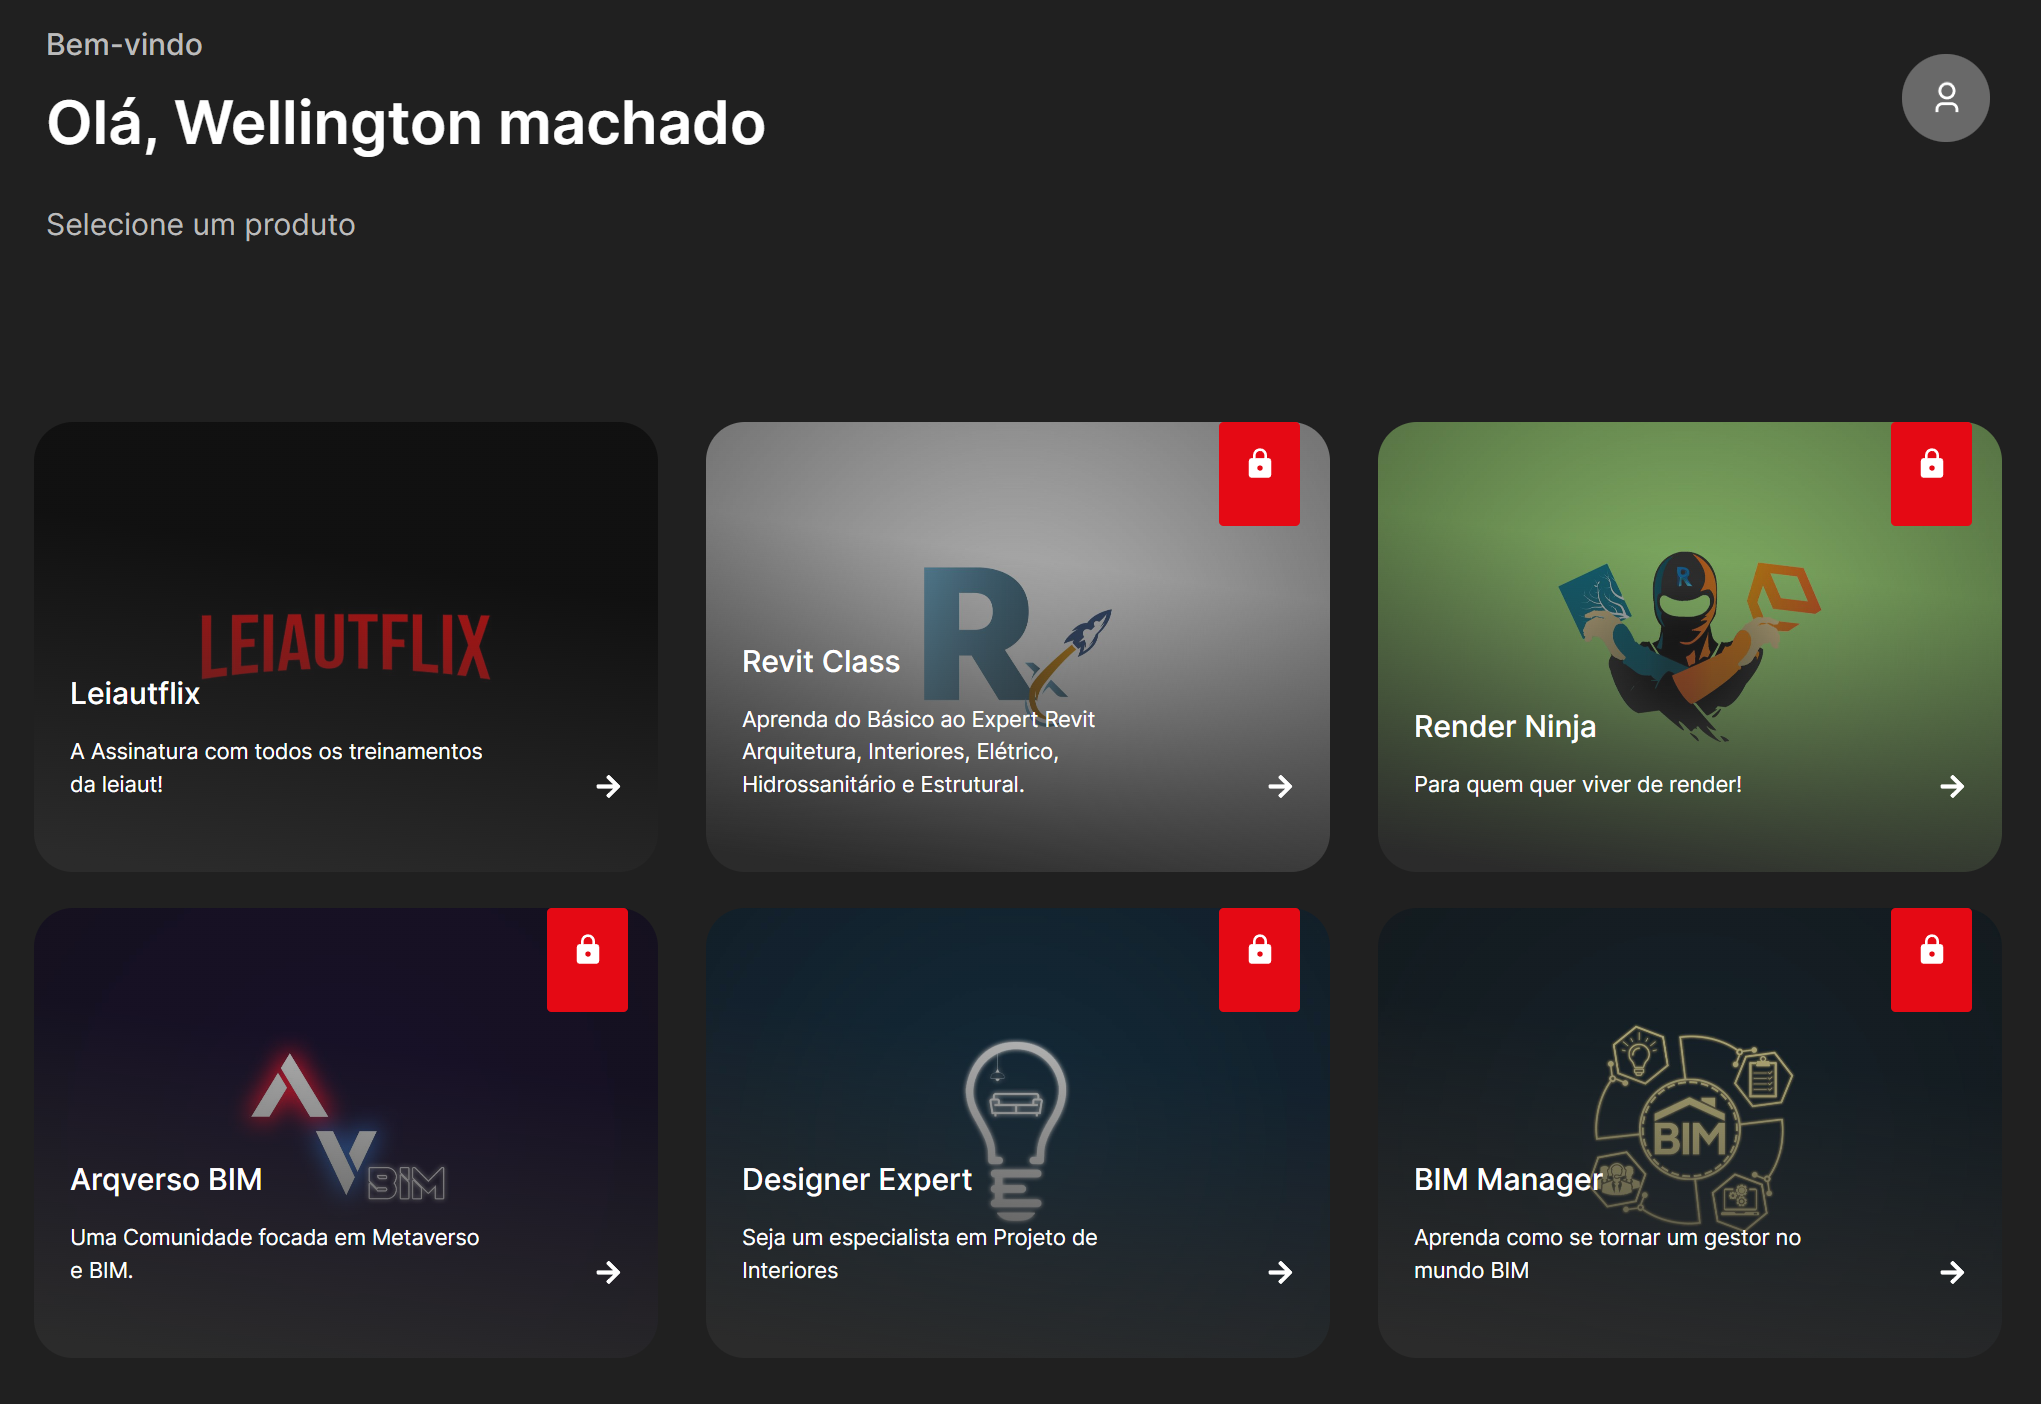 Bem-vindo
Olá, Wellington machado
Selecione um produto
LEIAUTFLIX
Leiautflix
A Assinatura com todos os treinamentos
da leiaut!
Rx
Revit Class
Aprenda do Básico ao Expert Revit
Arquitetura, Interiores, Elétrico,
Hidrossanitário e Estrutural.
R
Render Ninja
Para quem quer viver de render!
BIM
Arqverso BIM
Uma Comunidade focada em Metaverso
e BIM.
Designer Expert
Seja um especialista em Projeto de
Interiores
BIM
BIM Manager
Aprenda como se tornar um gestor no
mundo BIM